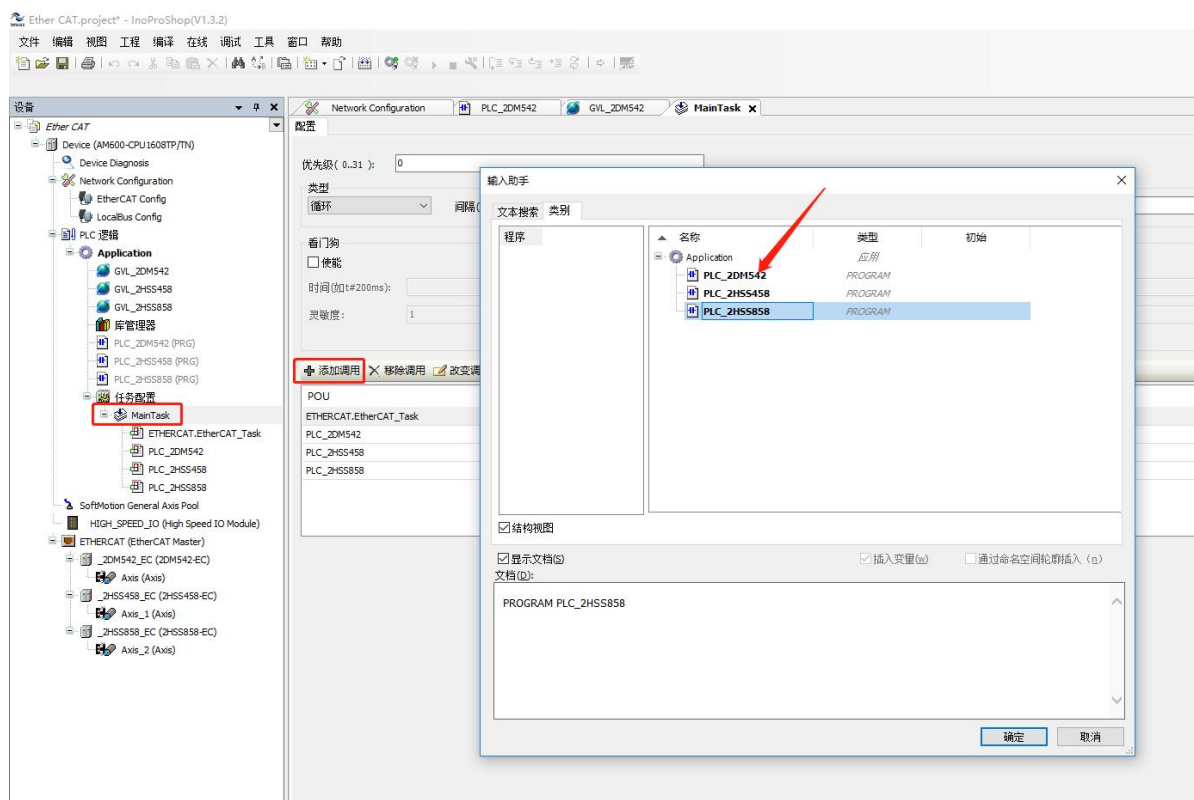 Ether CAT.project* - InoProShop(V1.3.2)
文件 编辑 视图 工程 编译 在线 调试 工具 窗口 帮助
设备
Ether CAT
Device (AM600-CPU1608TP/TN)
Device Diagnosis
Network Configuration
EtherCAT Config
LocalBus Config
PLC 逻辑
Application
GVL_2DM542
GVL_2HSS458
GVL_2HSS858
库管理器
PLC_2DM542 (PRG)
PLC_2HSS458 (PRG)
PLC_2HSS858 (PRG)
任务配置
MainTask
ETHERCAT.EtherCAT_Task
PLC_2DM542
PLC_2HSS458
PLC_2HSS858
SoftMotion General Axis Pool
HIGH_SPEED_IO (High Speed IO Module)
ETHERCAT (EtherCAT Master)
_2DM542_EC (2DM542-EC)
Axis (Axis)
_2HSS458_EC (2HSS458-EC)
Axis_1 (Axis)
_2HSS858_EC (2HSS858-EC)
Axis_2 (Axis)
Network Configuration PLC_2DM542 GVL_2DM542 MainTask
配置
优先级( 0..31 ): 0
类型
循环 间隔(
看门狗
使能
时间(如t#200ms):
灵敏度: 1
添加调用 移除调用 改变调
POU
ETHERCAT.EtherCAT_Task
PLC_2DM542
PLC_2HSS458
PLC_2HSS858
输入助手
文本搜索 类别
程序
名称 类型 初始
Application 应用
PLC_2DM542 PROGRAM
PLC_2HSS458 PROGRAM
PLC_2HSS858 PROGRAM
结构视图
显示文档(S) 插入变量(w) 通过命名空间轮廓插入 (n)
文档(D):
PROGRAM PLC_2HSS858
确定 取消